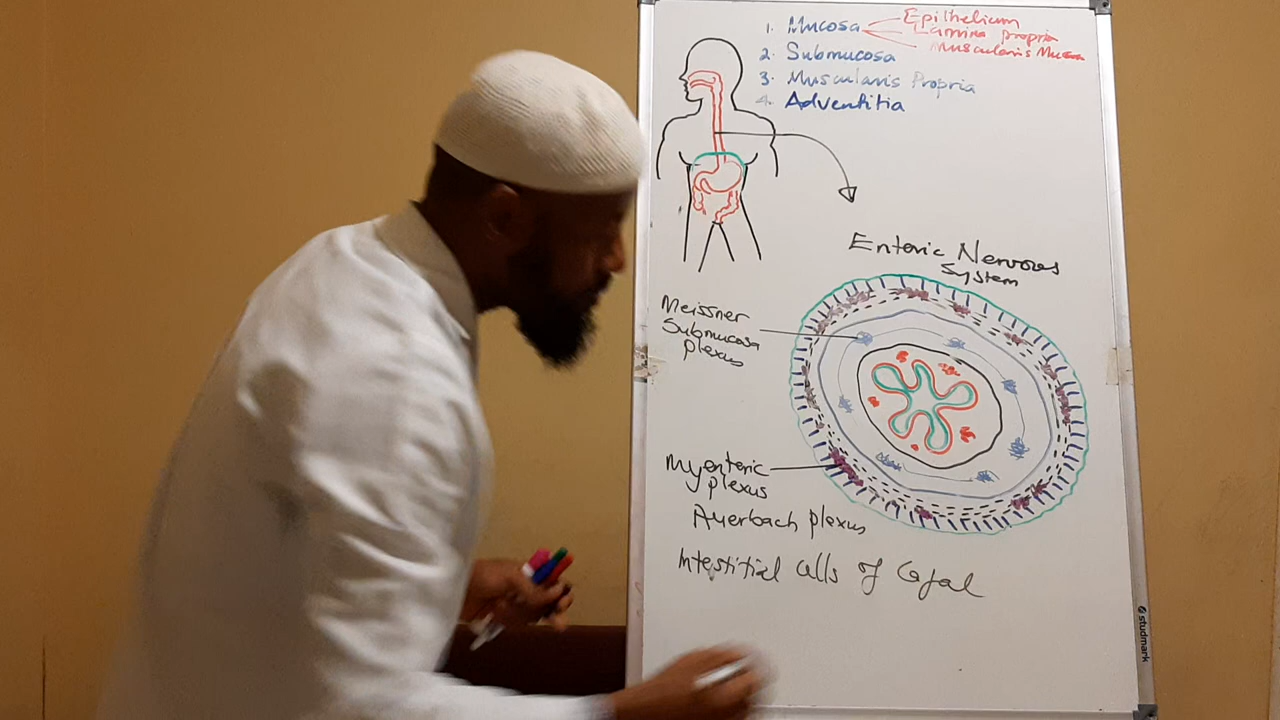 1. Mucosa
Epithelium
Lamina propria
Muscularis Mucosa
2. Submucosa
3. Muscularis Propria
4. Adventitia
Enteric Nervous
System
Meissner
Submucosa
plexus
Myenteric
plexus
Auerbach plexus
Intestitial cells of Cajal
studmark